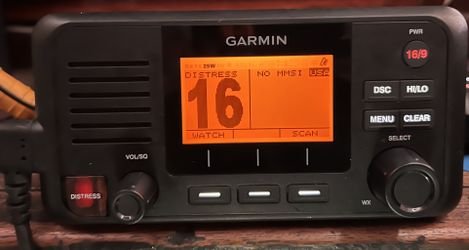 GARMIN
PWR
16/9
25W
DISTRESS NO MMSI USA
16
DSC HI/LO
MENU CLEAR
WATCH SCAN
SELECT
VOL/SQ
DISTRESS
WX